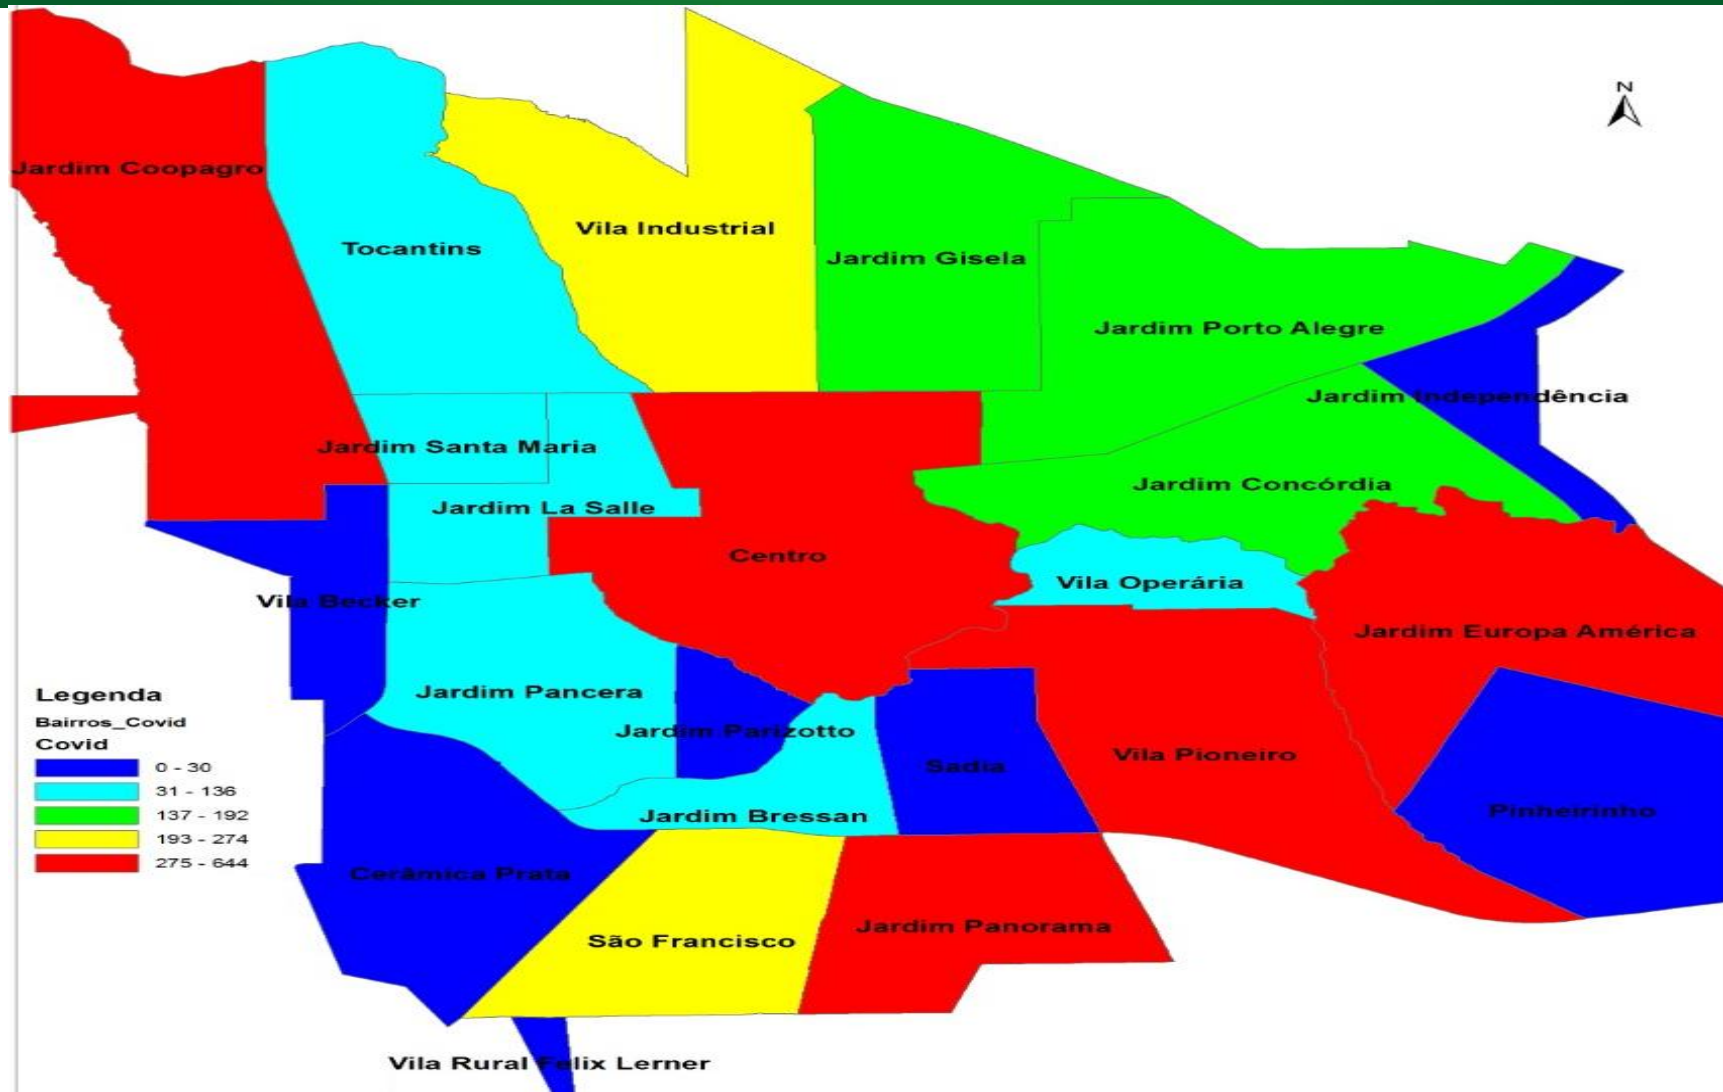 N
Jardim Coopagro
Vila Industrial
Tocantins
Jardim Gisela
Jardim Porto Alegre
Jardim Independência
Jardim Santa Maria
Jardim Concórdia
Jardim La Salle
Centro
Vila Operária
Vila Becker
Jardim Europa América
Jardim Pancera
Jardim Parizotto
Vila Pioneiro
Sadia
Pinheirinho
Jardim Bressan
Cerâmica Prata
Jardim Panorama
São Francisco
Vila Rural Felix Lerner
Legenda
Bairros_Covid
Covid
0 - 30
31 - 136
137 - 192
193 - 274
275 - 644